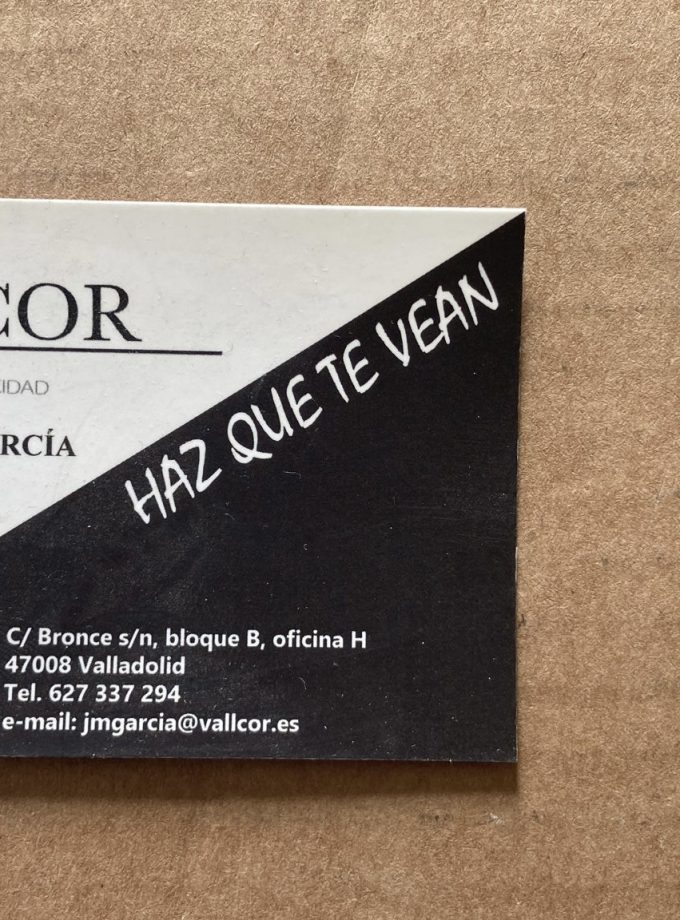 COR
CIDAD
RCÍA
HAZ QUE TE VEAN
C/ Bronce s/n, bloque B, oficina H
47008 Valladolid
Tel. 627 337 294
e-mail: jmgarcia@vallcor.es